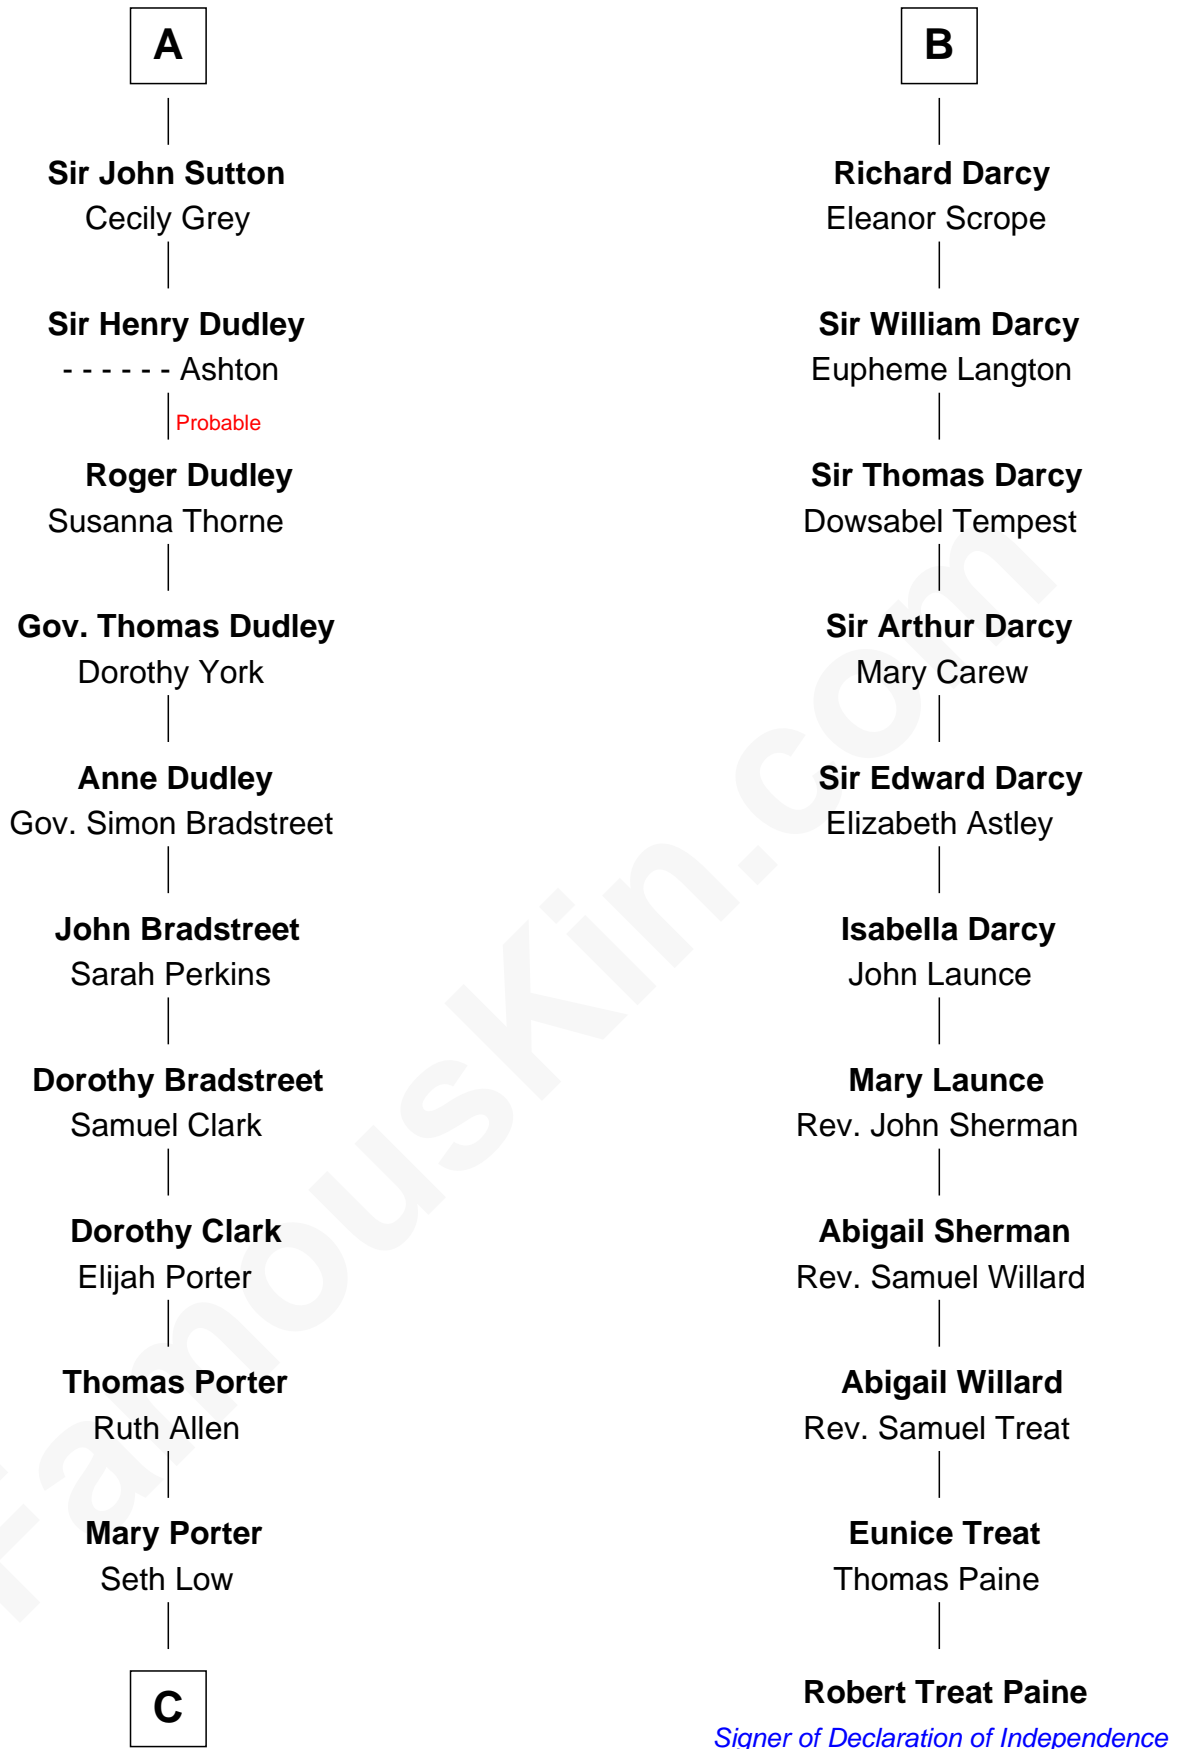 A
Sir John Sutton
Cecily Grey
Sir Henry Dudley
- - - - - - Ashton
Probable
Roger Dudley
Susanna Thorne
Gov. Thomas Dudley
Dorothy York
Anne Dudley
Gov. Simon Bradstreet
John Bradstreet
Sarah Perkins
Dorothy Bradstreet
Samuel Clark
Dorothy Clark
Elijah Porter
Thomas Porter
Ruth Allen
Mary Porter
Seth Low
C
B
Richard Darcy
Eleanor Scrope
Sir William Darcy
Eupheme Langton
Sir Thomas Darcy
Dowsabel Tempest
Sir Arthur Darcy
Mary Carew
Sir Edward Darcy
Elizabeth Astley
Isabella Darcy
John Launce
Mary Launce
Rev. John Sherman
Abigail Sherman
Rev. Samuel Willard
Abigail Willard
Rev. Samuel Treat
Eunice Treat
Thomas Paine
Robert Treat Paine
Signer of Declaration of Independence
FamousKin.com